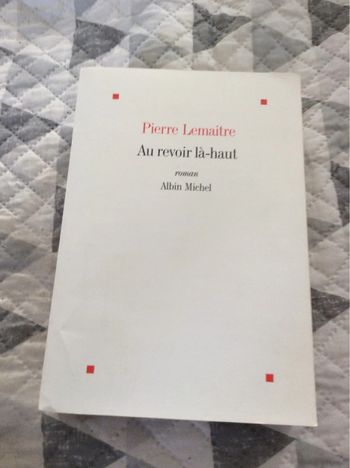 Pierre Lemaitre
Au revoir là-haut
roman
Albin Michel